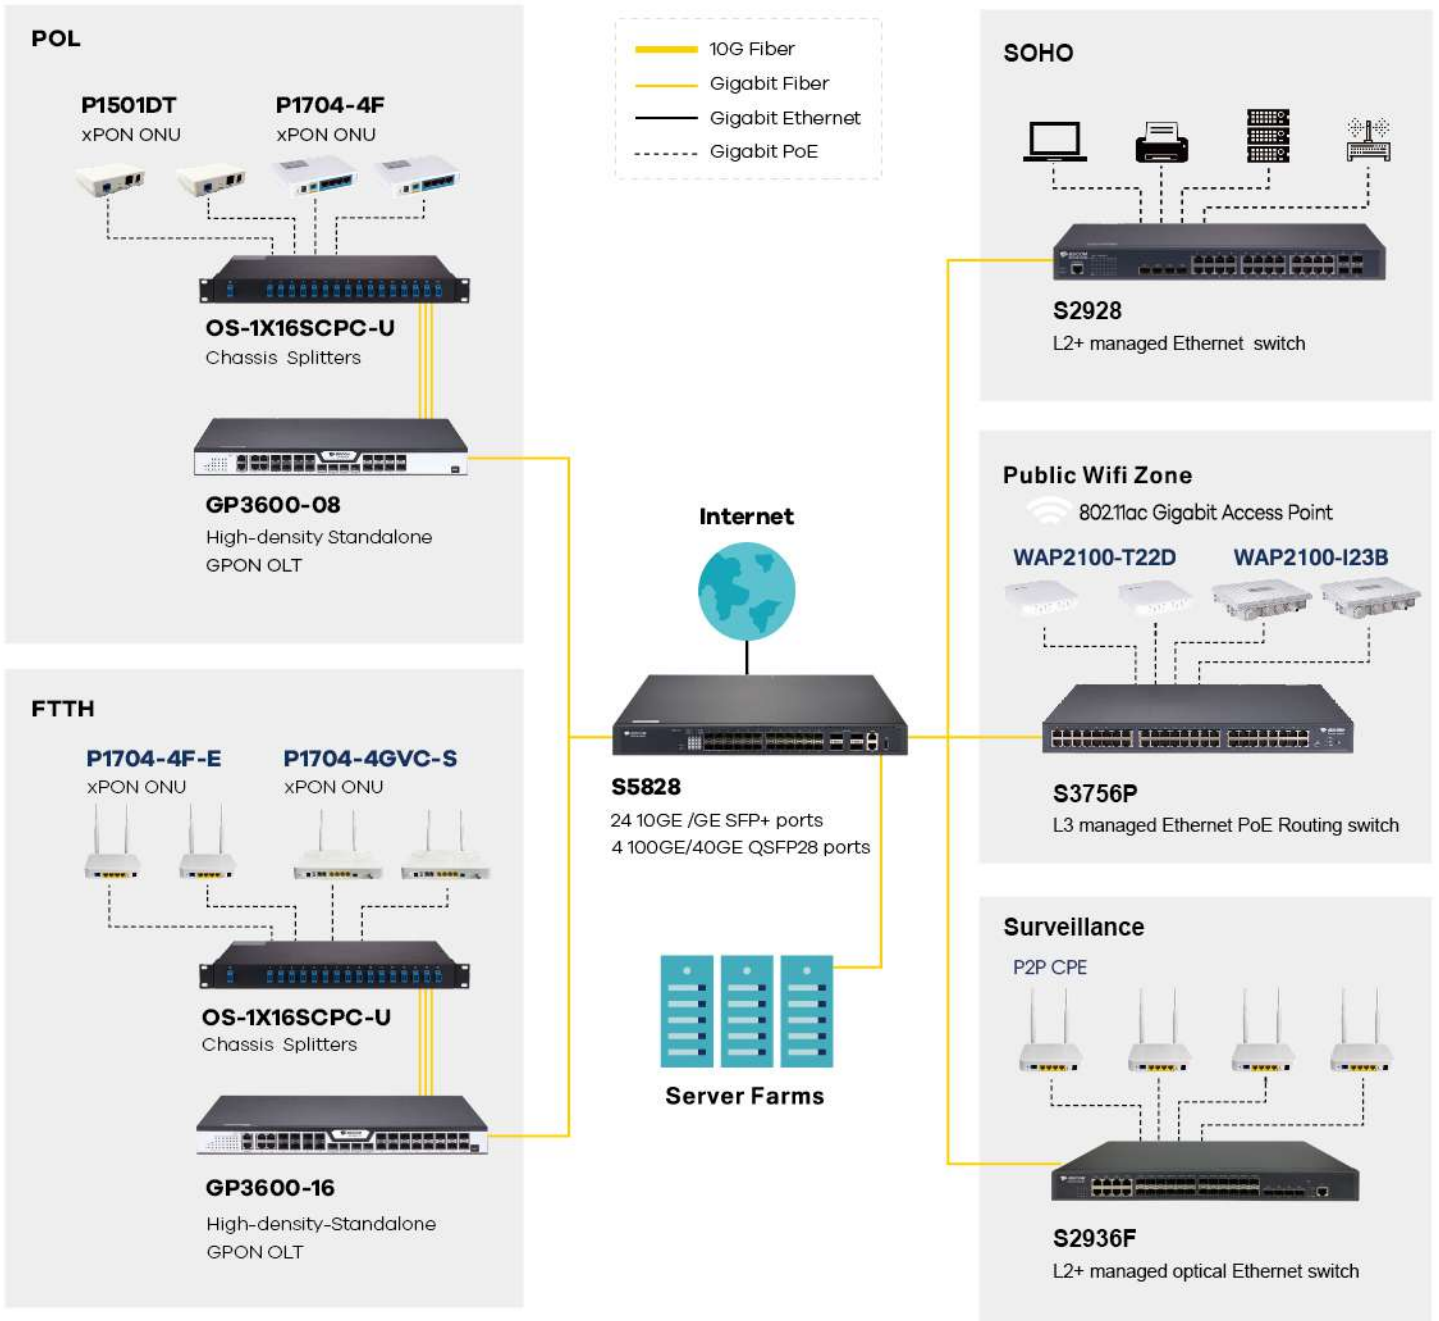 POL
P1501DT
xPON ONU
P1704-4F
xPON ONU
OS-1X16SCPC-U
Chassis Splitters
GP3600-08
High-density Standalone
GPON OLT
FTTH
P1704-4F-E
xPON ONU
P1704-4GVC-S
xPON ONU
OS-1X16SCPC-U
Chassis Splitters
GP3600-16
High-density-Standalone
GPON OLT
10G Fiber
Gigabit Fiber
Gigabit Ethernet
Gigabit PoE
Internet
S5828
24 10GE /GE SFP+ ports
4 100GE/40GE QSFP28 ports
Server Farms
SOHO
S2928
L2+ managed Ethernet switch
Public Wifi Zone
802.11ac Gigabit Access Point
WAP2100-T22D
WAP2100-I23B
S3756P
L3 managed Ethernet PoE Routing switch
Surveillance
P2P CPE
S2936F
L2+ managed optical Ethernet switch